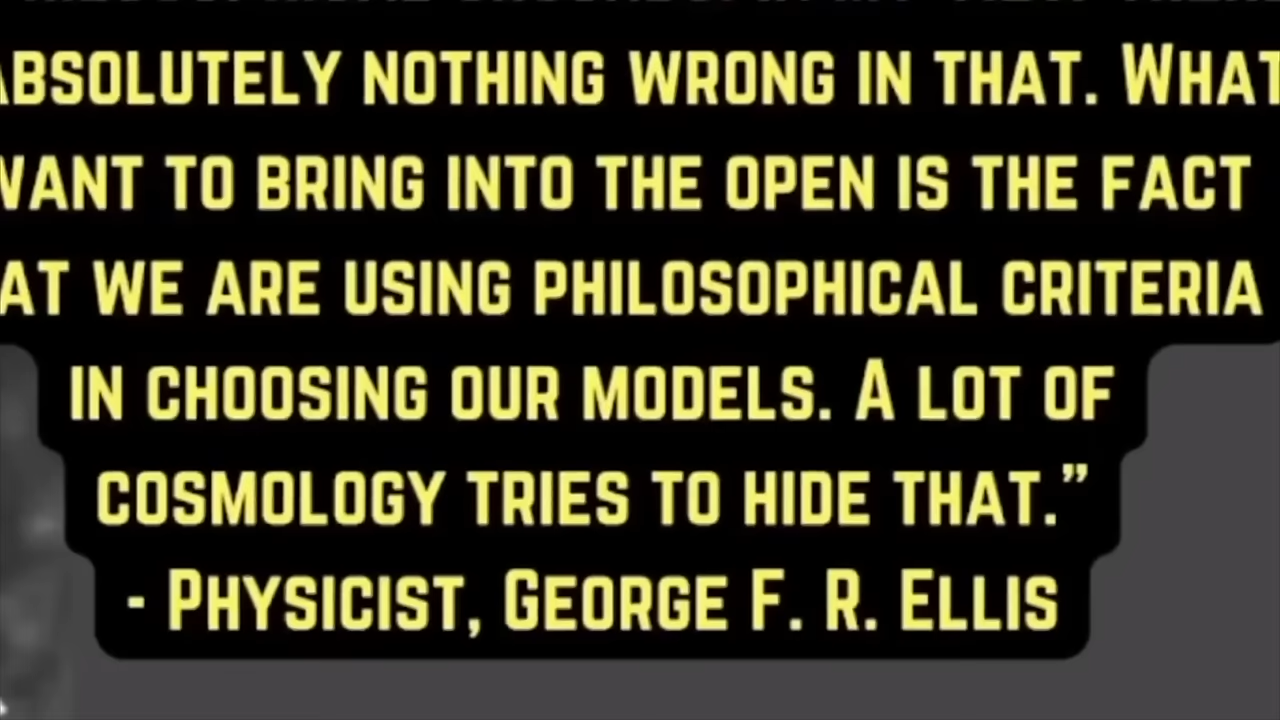 ABSOLUTELY NOTHING WRONG IN THAT. WHAT
WANT TO BRING INTO THE OPEN IS THE FACT
AT WE ARE USING PHILOSOPHICAL CRITERIA
IN CHOOSING OUR MODELS. A LOT OF
COSMOLOGY TRIES TO HIDE THAT.”
- PHYSICIST, GEORGE F. R. ELLIS